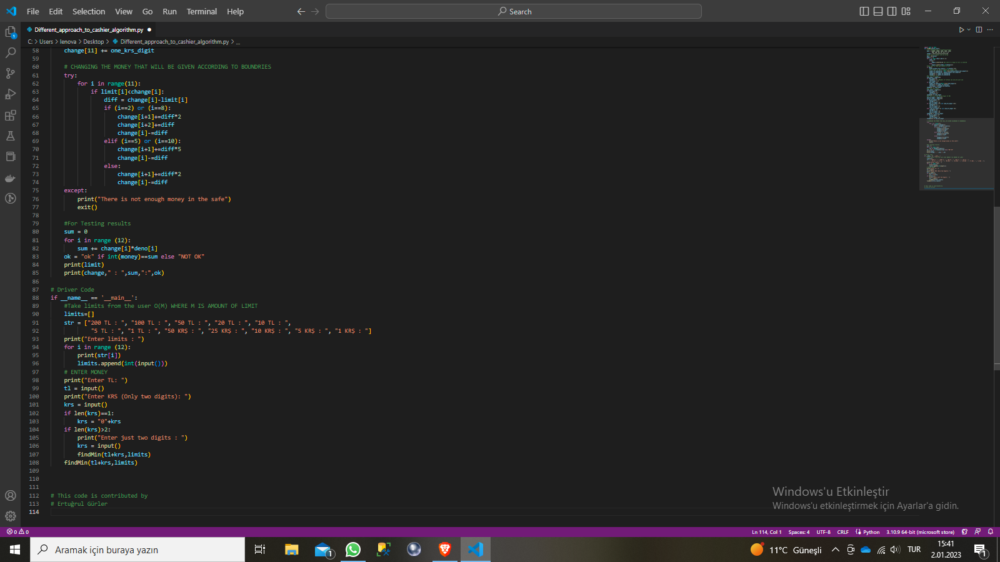 File Edit Selection View Go Run Terminal Help
Search
Different_approach_to_cashier_algorithm.py
C: > Users > lenova > Desktop > Different_approach_to_cashier_algorithm.py > ...
58 change[11] += one_krs_digit
59
60 # CHANGING THE MONEY THAT WILL BE GIVEN ACCORDING TO BOUNDRIES
61 try:
62 for i in range(11):
63 if limit[i]<change[i]:
64 diff = change[i]-limit[i]
65 if (i==2) or (i==8):
66 change[i+1]+=diff*2
67 change[i+2]+=diff
68 change[i]-=diff
69 elif (i==5) or (i==10):
70 change[i+1]+=diff*5
71 change[i]-=diff
72 else:
73 change[i+1]+=diff*2
74 change[i]-=diff
75 except:
76 print("There is not enough money in the safe")
77 exit()
78
79 #For Testing results
80 sum = 0
81 for i in range (12):
82 sum += change[i]*deno[i]
83 ok = "ok" if int(money)==sum else "NOT OK"
84 print(limit)
85 print(change," : ",sum,":",ok)
86
87 # Driver Code
88 if __name__ == '__main__':
89 #Take limits from the user O(M) WHERE M IS AMOUNT OF LIMIT
90 limits=[]
91 str = ["200 TL : ", "100 TL : ", "50 TL : ", "20 TL : ", "10 TL : ",
92 "5 TL : ", "1 TL : ", "50 KRŞ : ", "25 KRŞ : ", "10 KRŞ : ", "5 KRŞ : ", "1 KRŞ : "]
93 print("Enter limits : ")
94 for i in range (12):
95 print(str[i])
96 limits.append(int(input()))
97 # ENTER MONEY
98 print("Enter TL: ")
99 tl = input()
100 print("Enter KRS (Only two digits): ")
101 krs = input()
102 if len(krs)==1:
103 krs = "0"+krs
104 if len(krs)>2:
105 print("Enter just two digits : ")
106 krs = input()
107 findMin(tl+krs,limits)
108 findMin(tl+krs,limits)
109
110
111
112 # This code is contributed by
113 # Ertuğrul Gürler
114
Windows'u Etkinleştir
Windows'u etkinleştirmek için Ayarlar'a gidin.
0 0 Ln 114, Col 1 Spaces: 4 UTF-8 CRLF Python 3.10.9 64-bit (microsoft store)
Aramak için buraya yazın
1
11°C Güneşli
TUR
15:41
2.01.2023
1